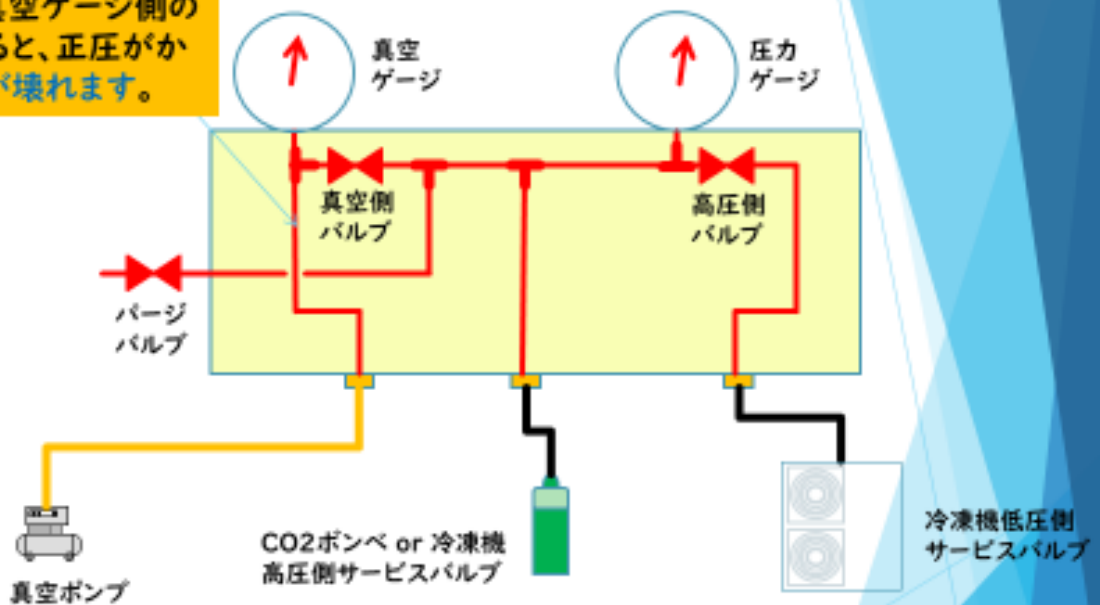 空ゲージ側の
ると、正圧がか
が壊れます。
真空
ゲージ
圧力
ゲージ
真空側
バルブ
高圧側
バルブ
パージ
バルブ
CO2ボンベ or 冷凍機
高圧側サービスバルブ
冷凍機低圧側
サービスバルブ
真空ポンプ